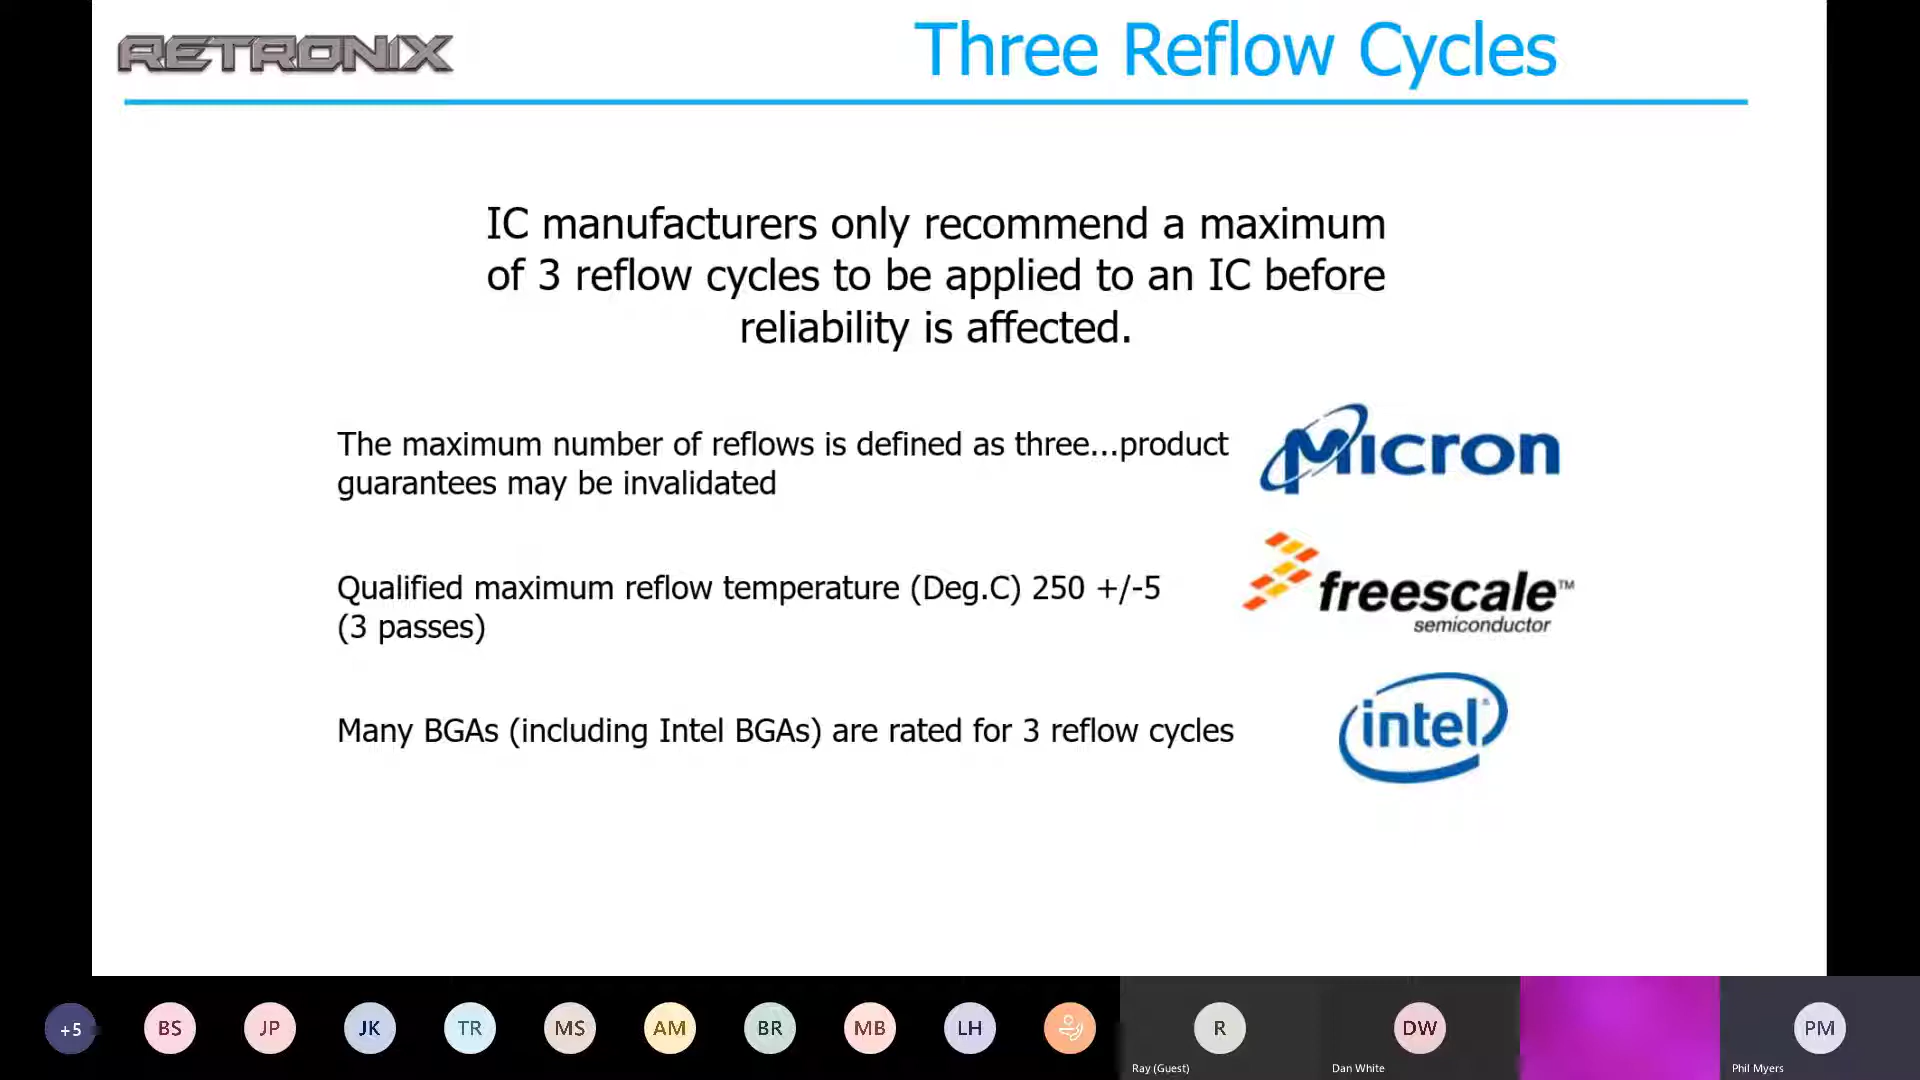 RETRONIX
Three Reflow Cycles
IC manufacturers only recommend a maximum
of 3 reflow cycles to be applied to an IC before
reliability is affected.
The maximum number of reflows is defined as three...product
guarantees may be invalidated
Micron
Qualified maximum reflow temperature (Deg.C) 250 +/-5
(3 passes)
freescale™
semiconductor
Many BGAs (including Intel BGAs) are rated for 3 reflow cycles
intel®
+5
BS
JP
JK
TR
MS
AM
BR
MB
LH
R
Ray (Guest)
DW
Dan White
PM
Phil Myers